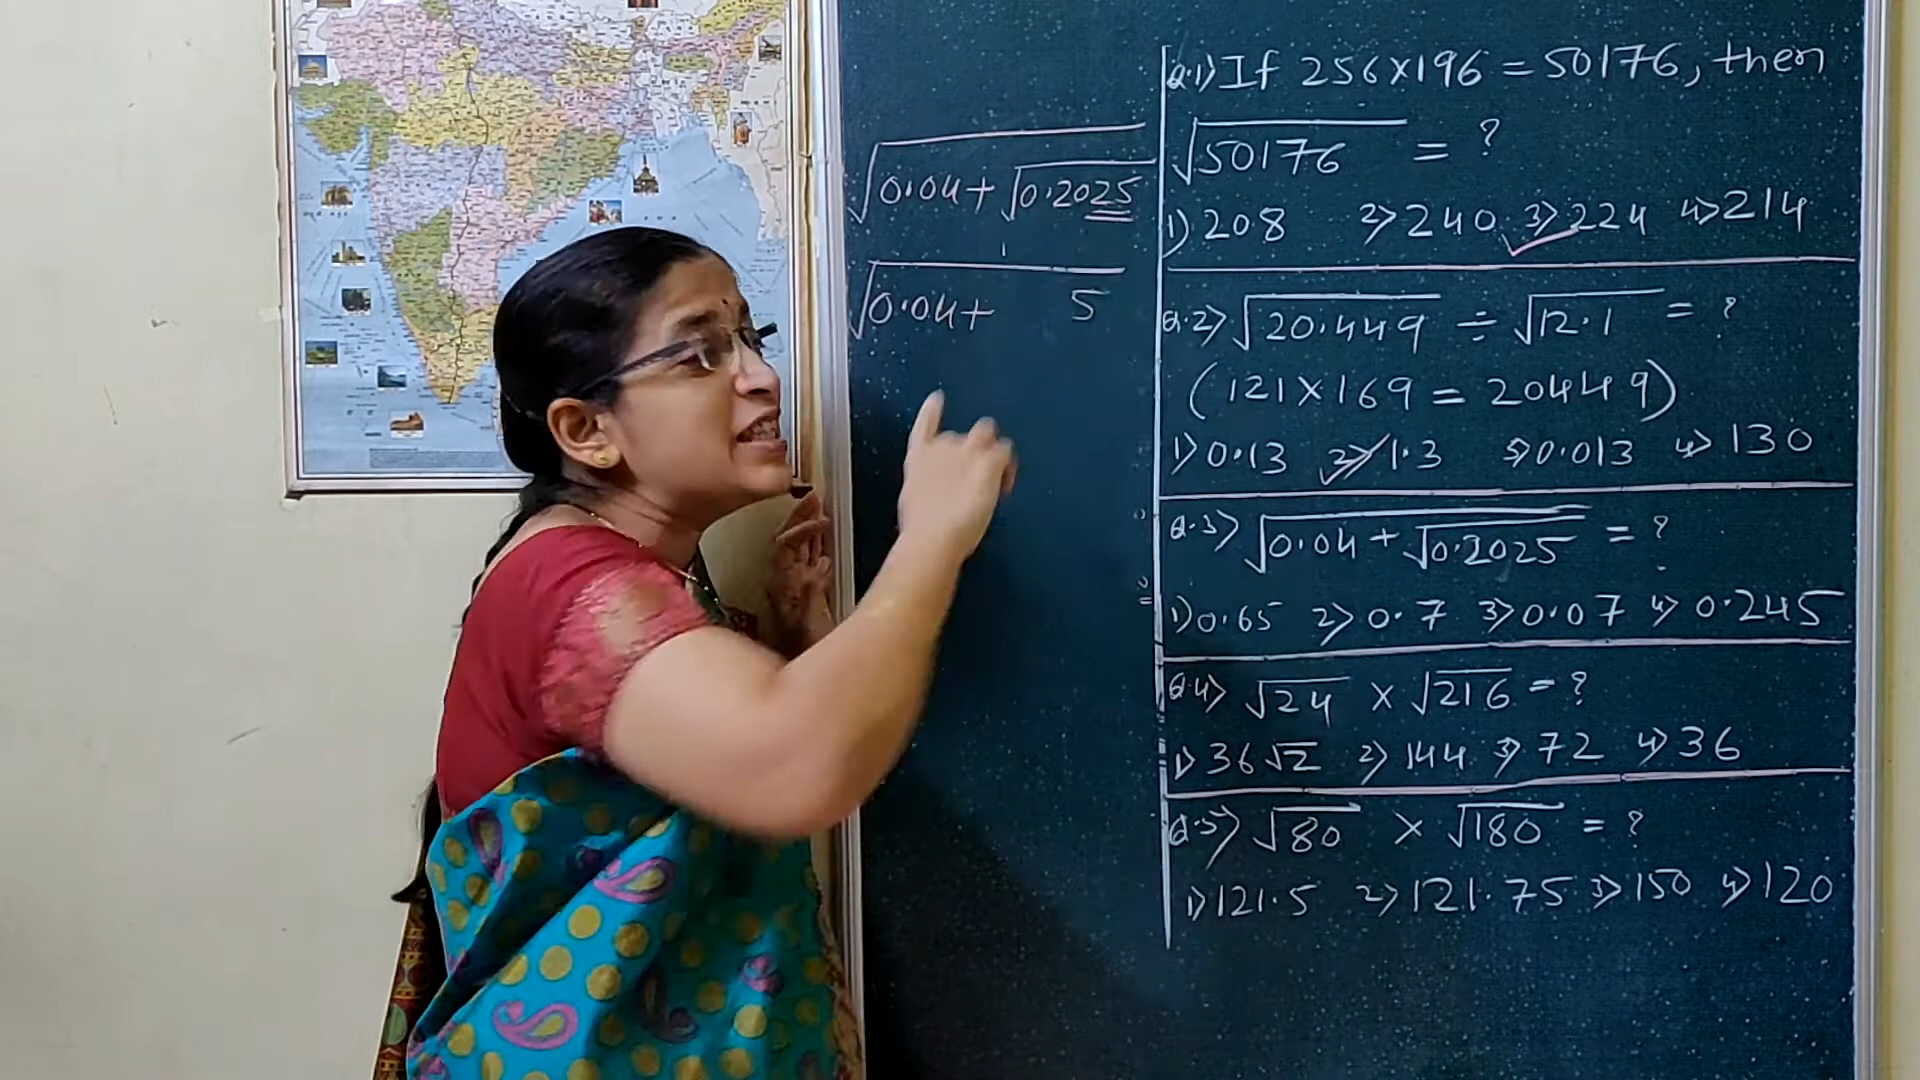 √0.04+√0.2025
√0.04+ 5
Q.1) If 256×196 = 50176, then
√50176 = ?
1) 208 2) 240 3) 224 4) 214
Q.2) √20.449 ÷ √12.1 = ?
(121×169 = 20449)
1) 0.13 2) 1.3 3) 0.013 4) 130
Q.3) √0.04+√0.2025 = ?
1) 0.65 2) 0.7 3) 0.07 4) 0.245
Q.4) √24 × √216 = ?
1) 36√2 2) 144 3) 72 4) 36
Q.5) √80 × √180 = ?
1) 121.5 2) 121.75 3) 150 4) 120